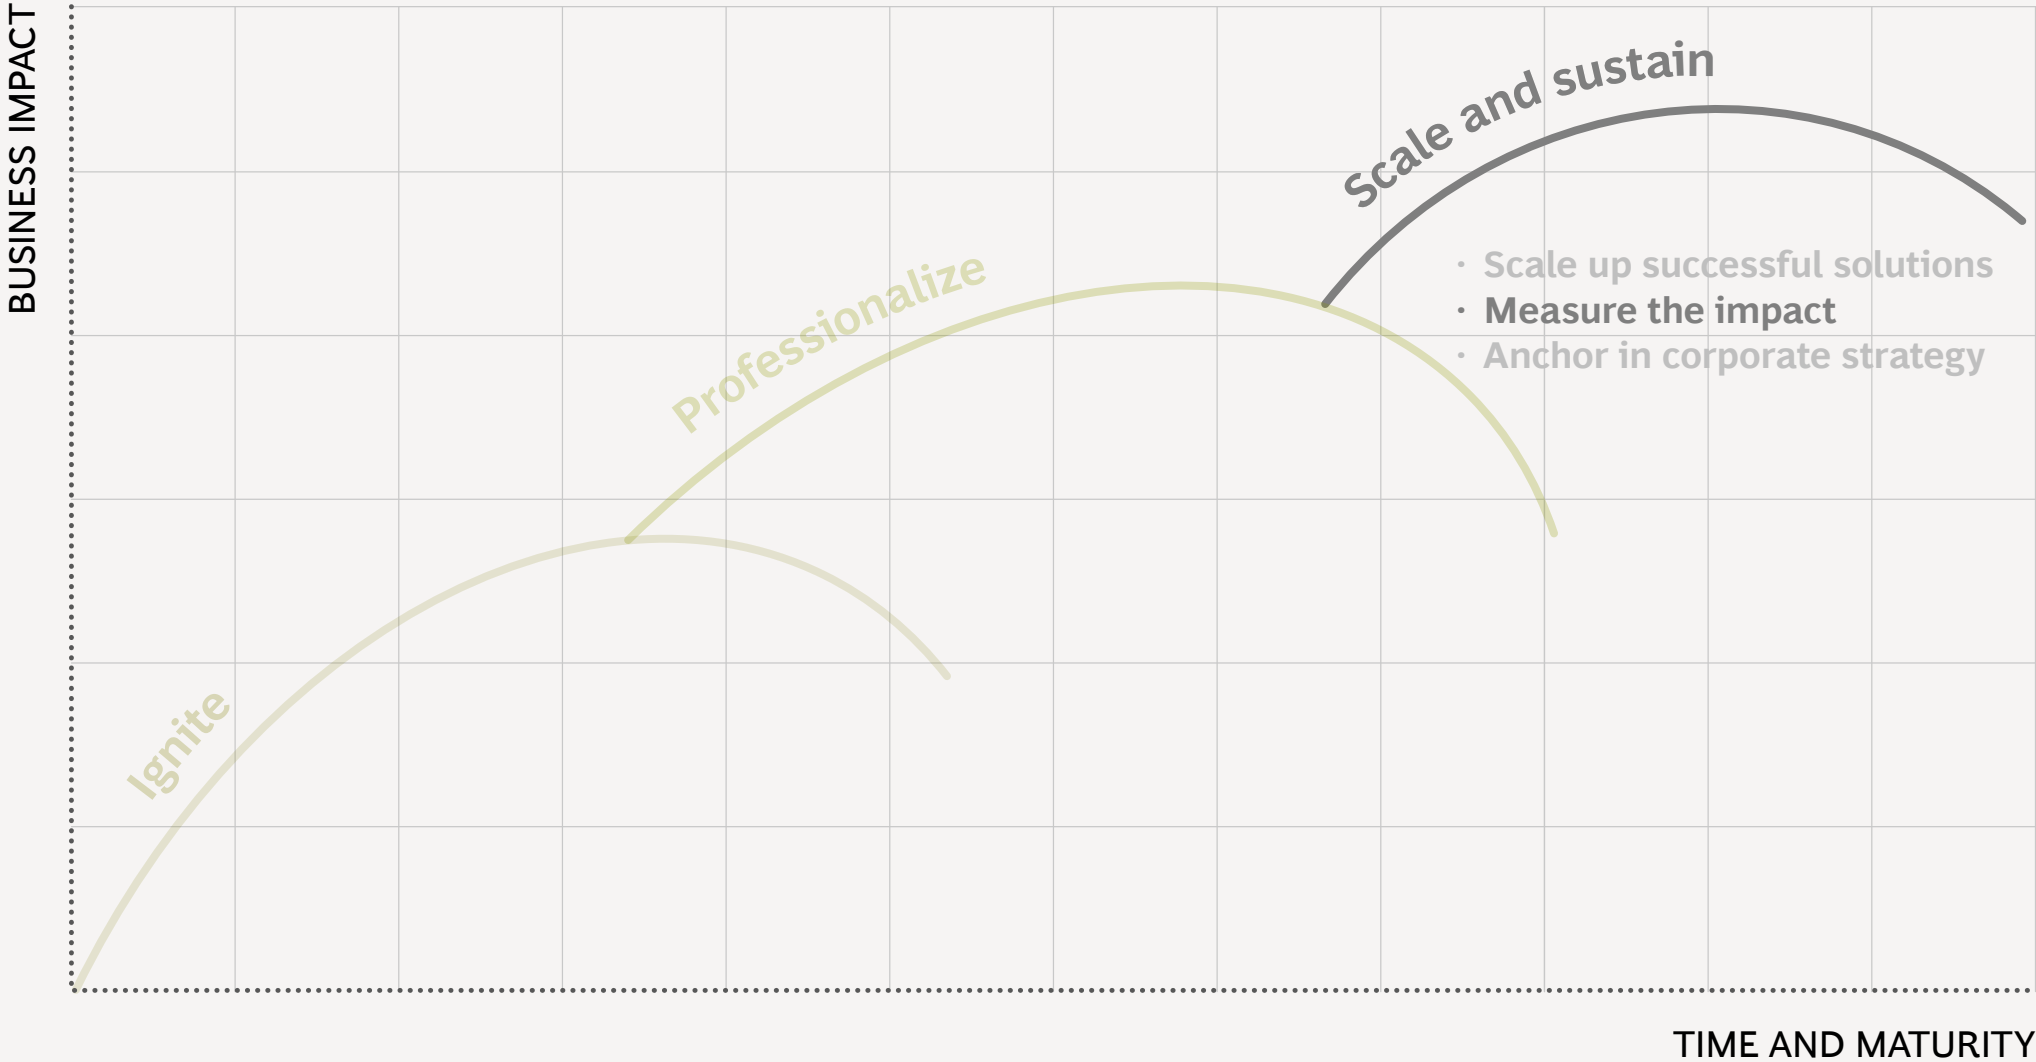 BUSINESS IMPACT
Scale and sustain
· Scale up successful solutions
· Measure the impact
· Anchor in corporate strategy
Professionalize
Ignite
TIME AND MATURITY